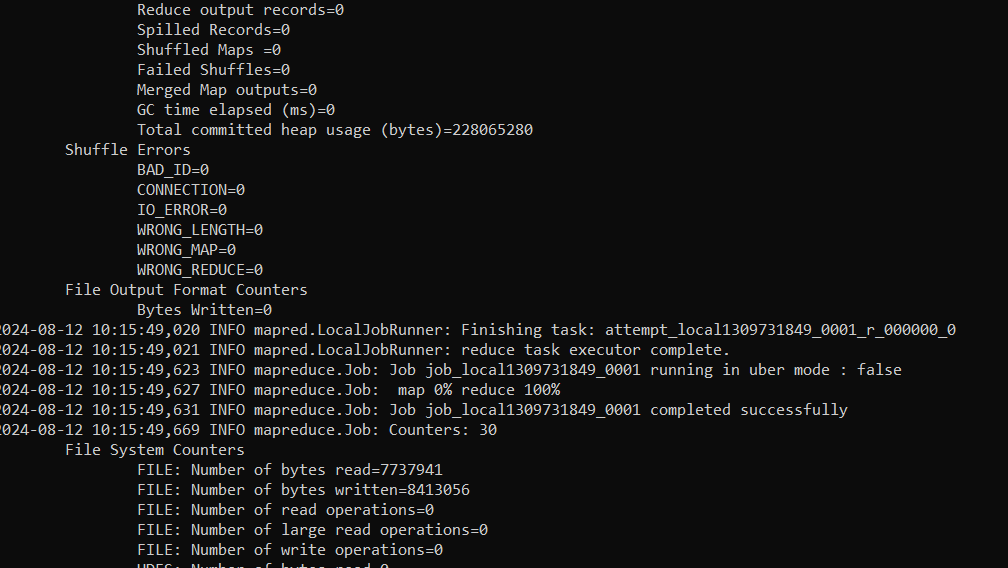 Reduce output records=0
Spilled Records=0
Shuffled Maps =0
Failed Shuffles=0
Merged Map outputs=0
GC time elapsed (ms)=0
Total committed heap usage (bytes)=228065280
Shuffle Errors
BAD_ID=0
CONNECTION=0
IO_ERROR=0
WRONG_LENGTH=0
WRONG_MAP=0
WRONG_REDUCE=0
File Output Format Counters
Bytes Written=0
2024-08-12 10:15:49,020 INFO mapred.LocalJobRunner: Finishing task: attempt_local1309731849_0001_r_000000_0
2024-08-12 10:15:49,021 INFO mapred.LocalJobRunner: reduce task executor complete.
2024-08-12 10:15:49,623 INFO mapreduce.Job: Job job_local1309731849_0001 running in uber mode : false
2024-08-12 10:15:49,627 INFO mapreduce.Job:  map 0% reduce 100%
2024-08-12 10:15:49,631 INFO mapreduce.Job: Job job_local1309731849_0001 completed successfully
2024-08-12 10:15:49,669 INFO mapreduce.Job: Counters: 30
File System Counters
FILE: Number of bytes read=7737941
FILE: Number of bytes written=8413056
FILE: Number of read operations=0
FILE: Number of large read operations=0
FILE: Number of write operations=0
HDFS: Number of bytes read=0